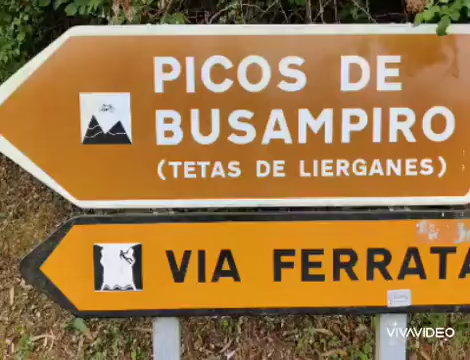 PICOS DE
BUSAMPIRO
(TETAS DE LIERGANES)
VIA FERRATA
VIVAVIDEO